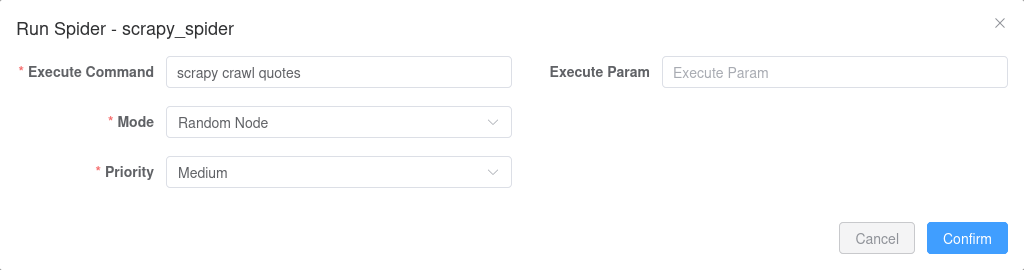 Run Spider - scrapy_spider
* Execute Command scrapy crawl quotes Execute Param Execute Param
* Mode Random Node
* Priority Medium
Cancel Confirm